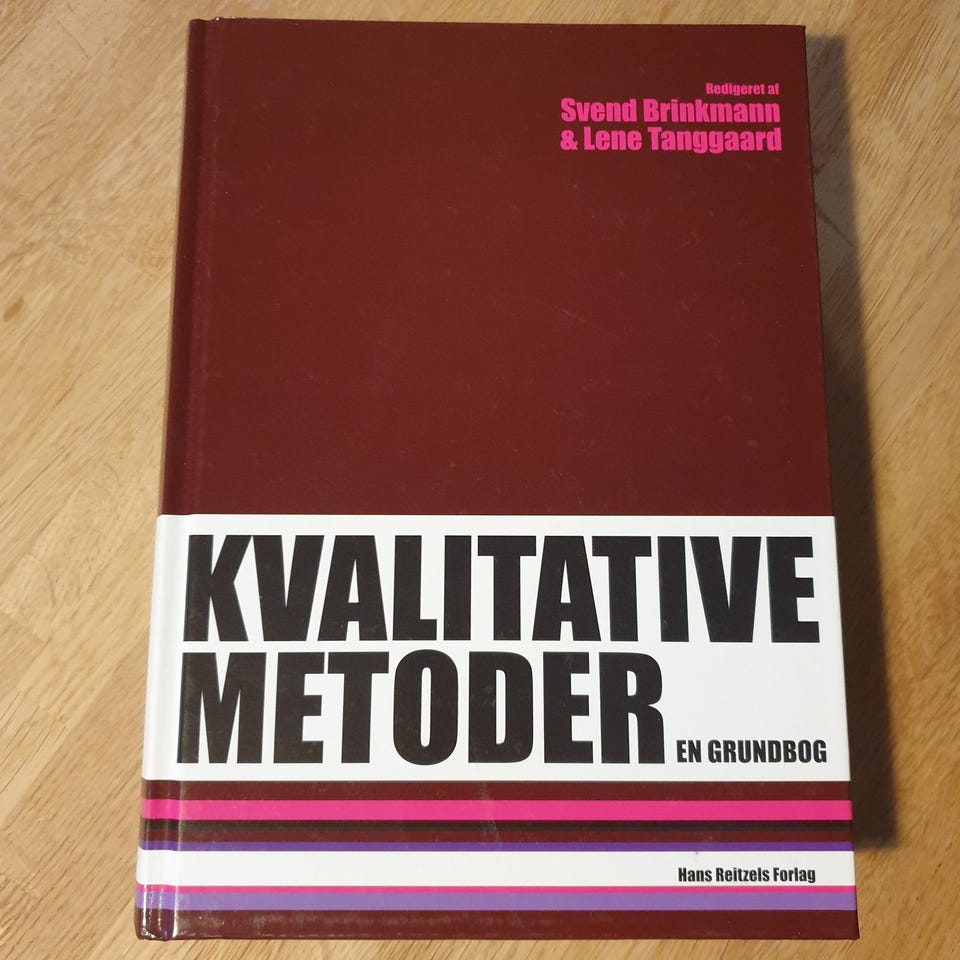 Redigeret af
Svend Brinkmann
& Lene Tanggaard
KVALITATIVE
METODER
EN GRUNDBOG
Hans Reitzels Forlag